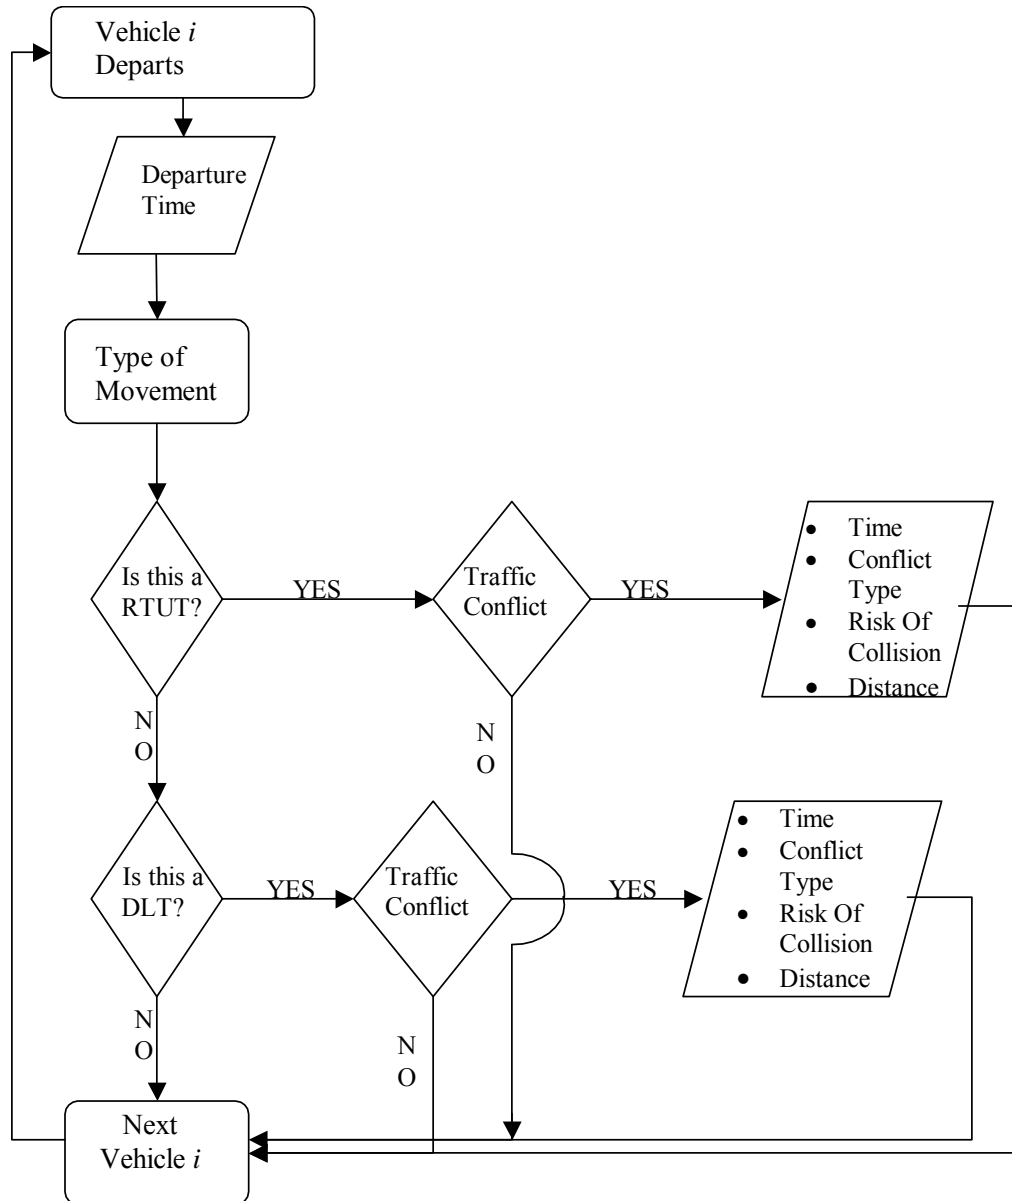 Vehicle i
Departs
Departure
Time
Type of
Movement
Is this a
RTUT?
YES
Traffic
Conflict
YES
● Time
● Conflict
Type
● Risk Of
Collision
● Distance
N
O
N
O
Is this a
DLT?
YES
Traffic
Conflict
YES
● Time
● Conflict
Type
● Risk Of
Collision
● Distance
N
O
N
O
Next
Vehicle i